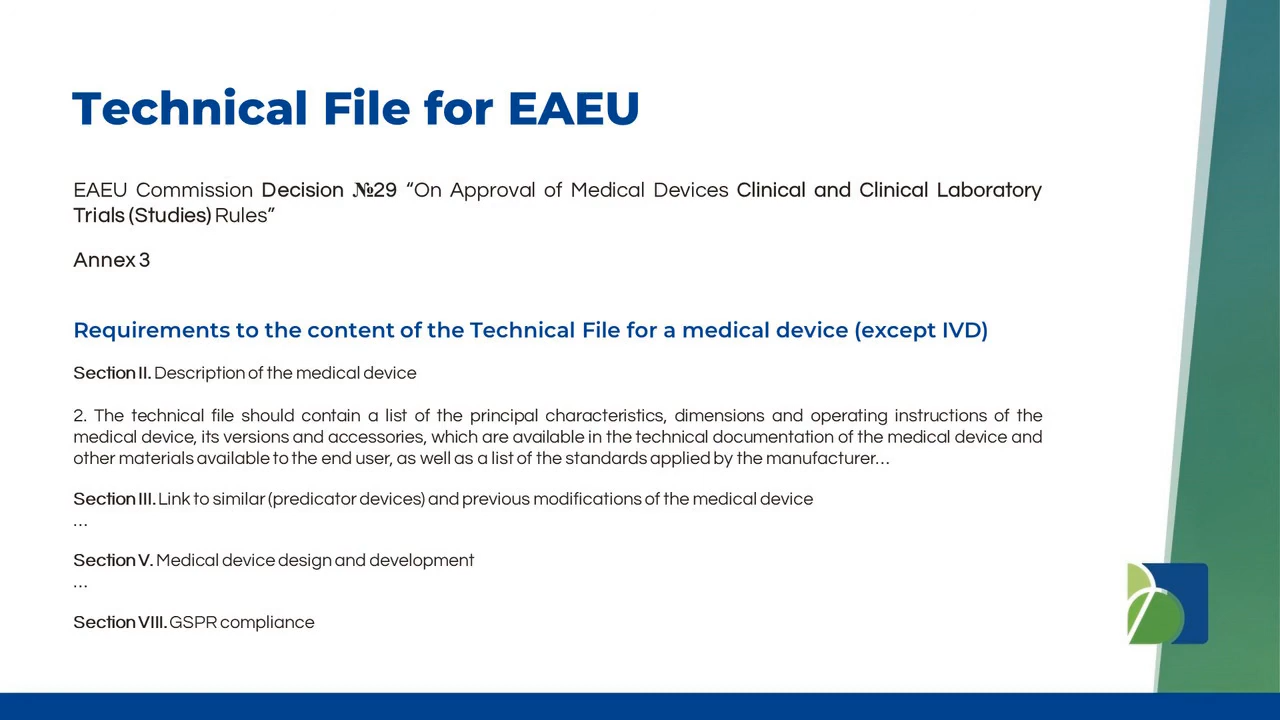 Technical File for EAEU
EAEU Commission Decision №29 “On Approval of Medical Devices Clinical and Clinical Laboratory
Trials (Studies) Rules”
Annex 3
Requirements to the content of the Technical File for a medical device (except IVD)
Section II. Description of the medical device
2. The technical file should contain a list of the principal characteristics, dimensions and operating instructions of the
medical device, its versions and accessories, which are available in the technical documentation of the medical device and
other materials available to the end user, as well as a list of the standards applied by the manufacturer…
Section III. Link to similar (predicator devices) and previous modifications of the medical device
…
Section V. Medical device design and development
…
Section VIII. GSPR compliance